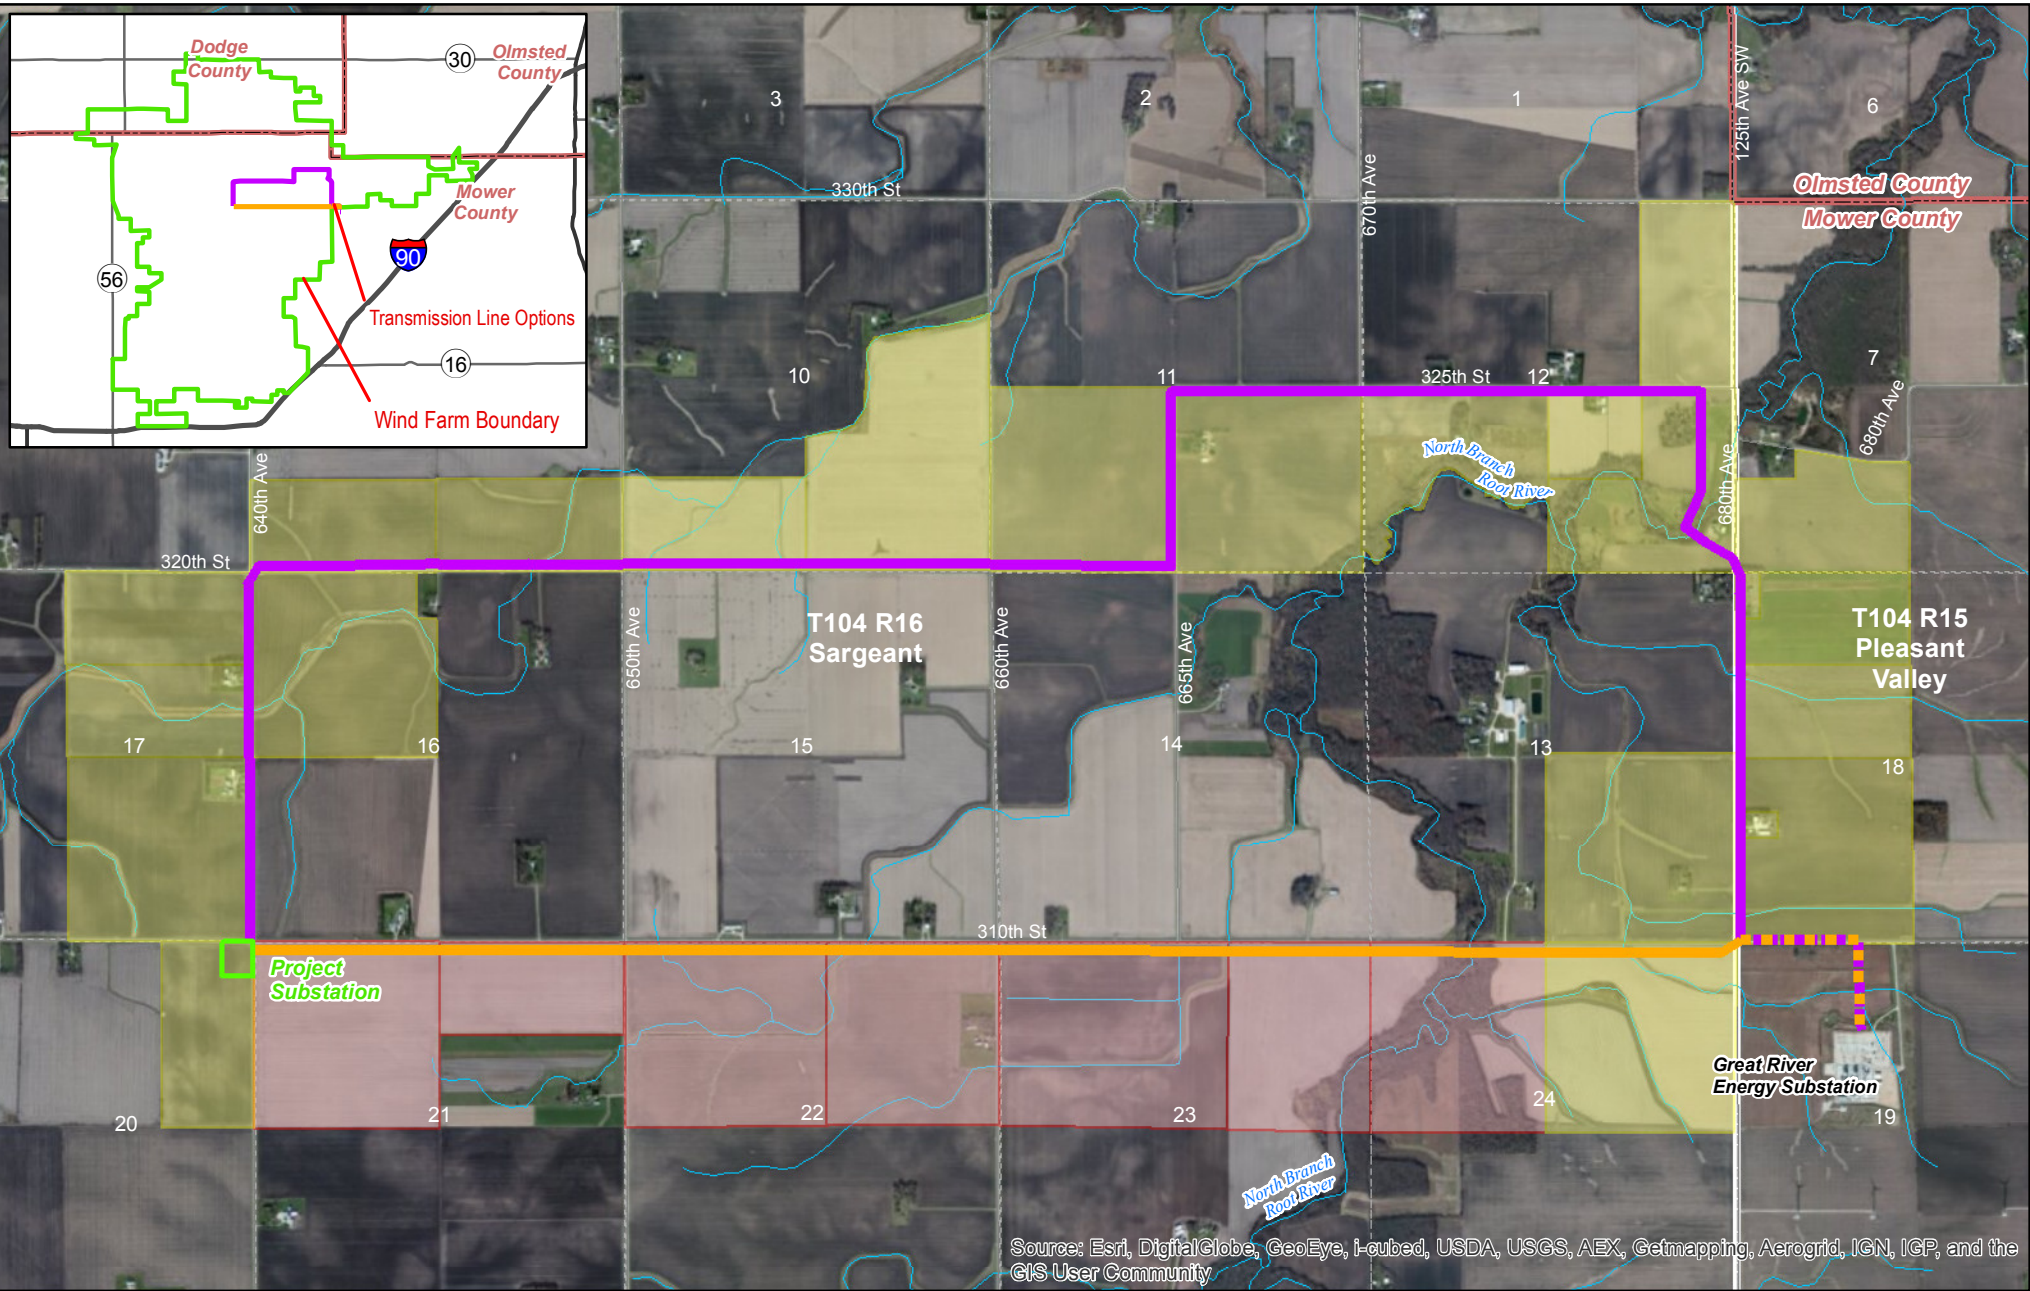 Dodge
County
30
Olmsted
County
Mower
County
90
56
Transmission Line Options
16
Wind Farm Boundary
3
2
1
6
125th Ave SW
330th St
670th Ave
Olmsted County
Mower County
10
11
325th St
12
7
680th Ave
640th Ave
North Branch
Root River
680th Ave
320th St
650th Ave
T104 R16
Sargeant
660th Ave
665th Ave
T104 R15
Pleasant
Valley
17
16
15
14
13
18
310th St
Project
Substation
Great River
Energy Substation
20
21
22
23
24
19
North Branch
Root River
Source: Esri, DigitalGlobe, GeoEye, i-cubed, USDA, USGS, AEX, Getmapping, Aerogrid, IGN, IGP, and the
GIS User Community